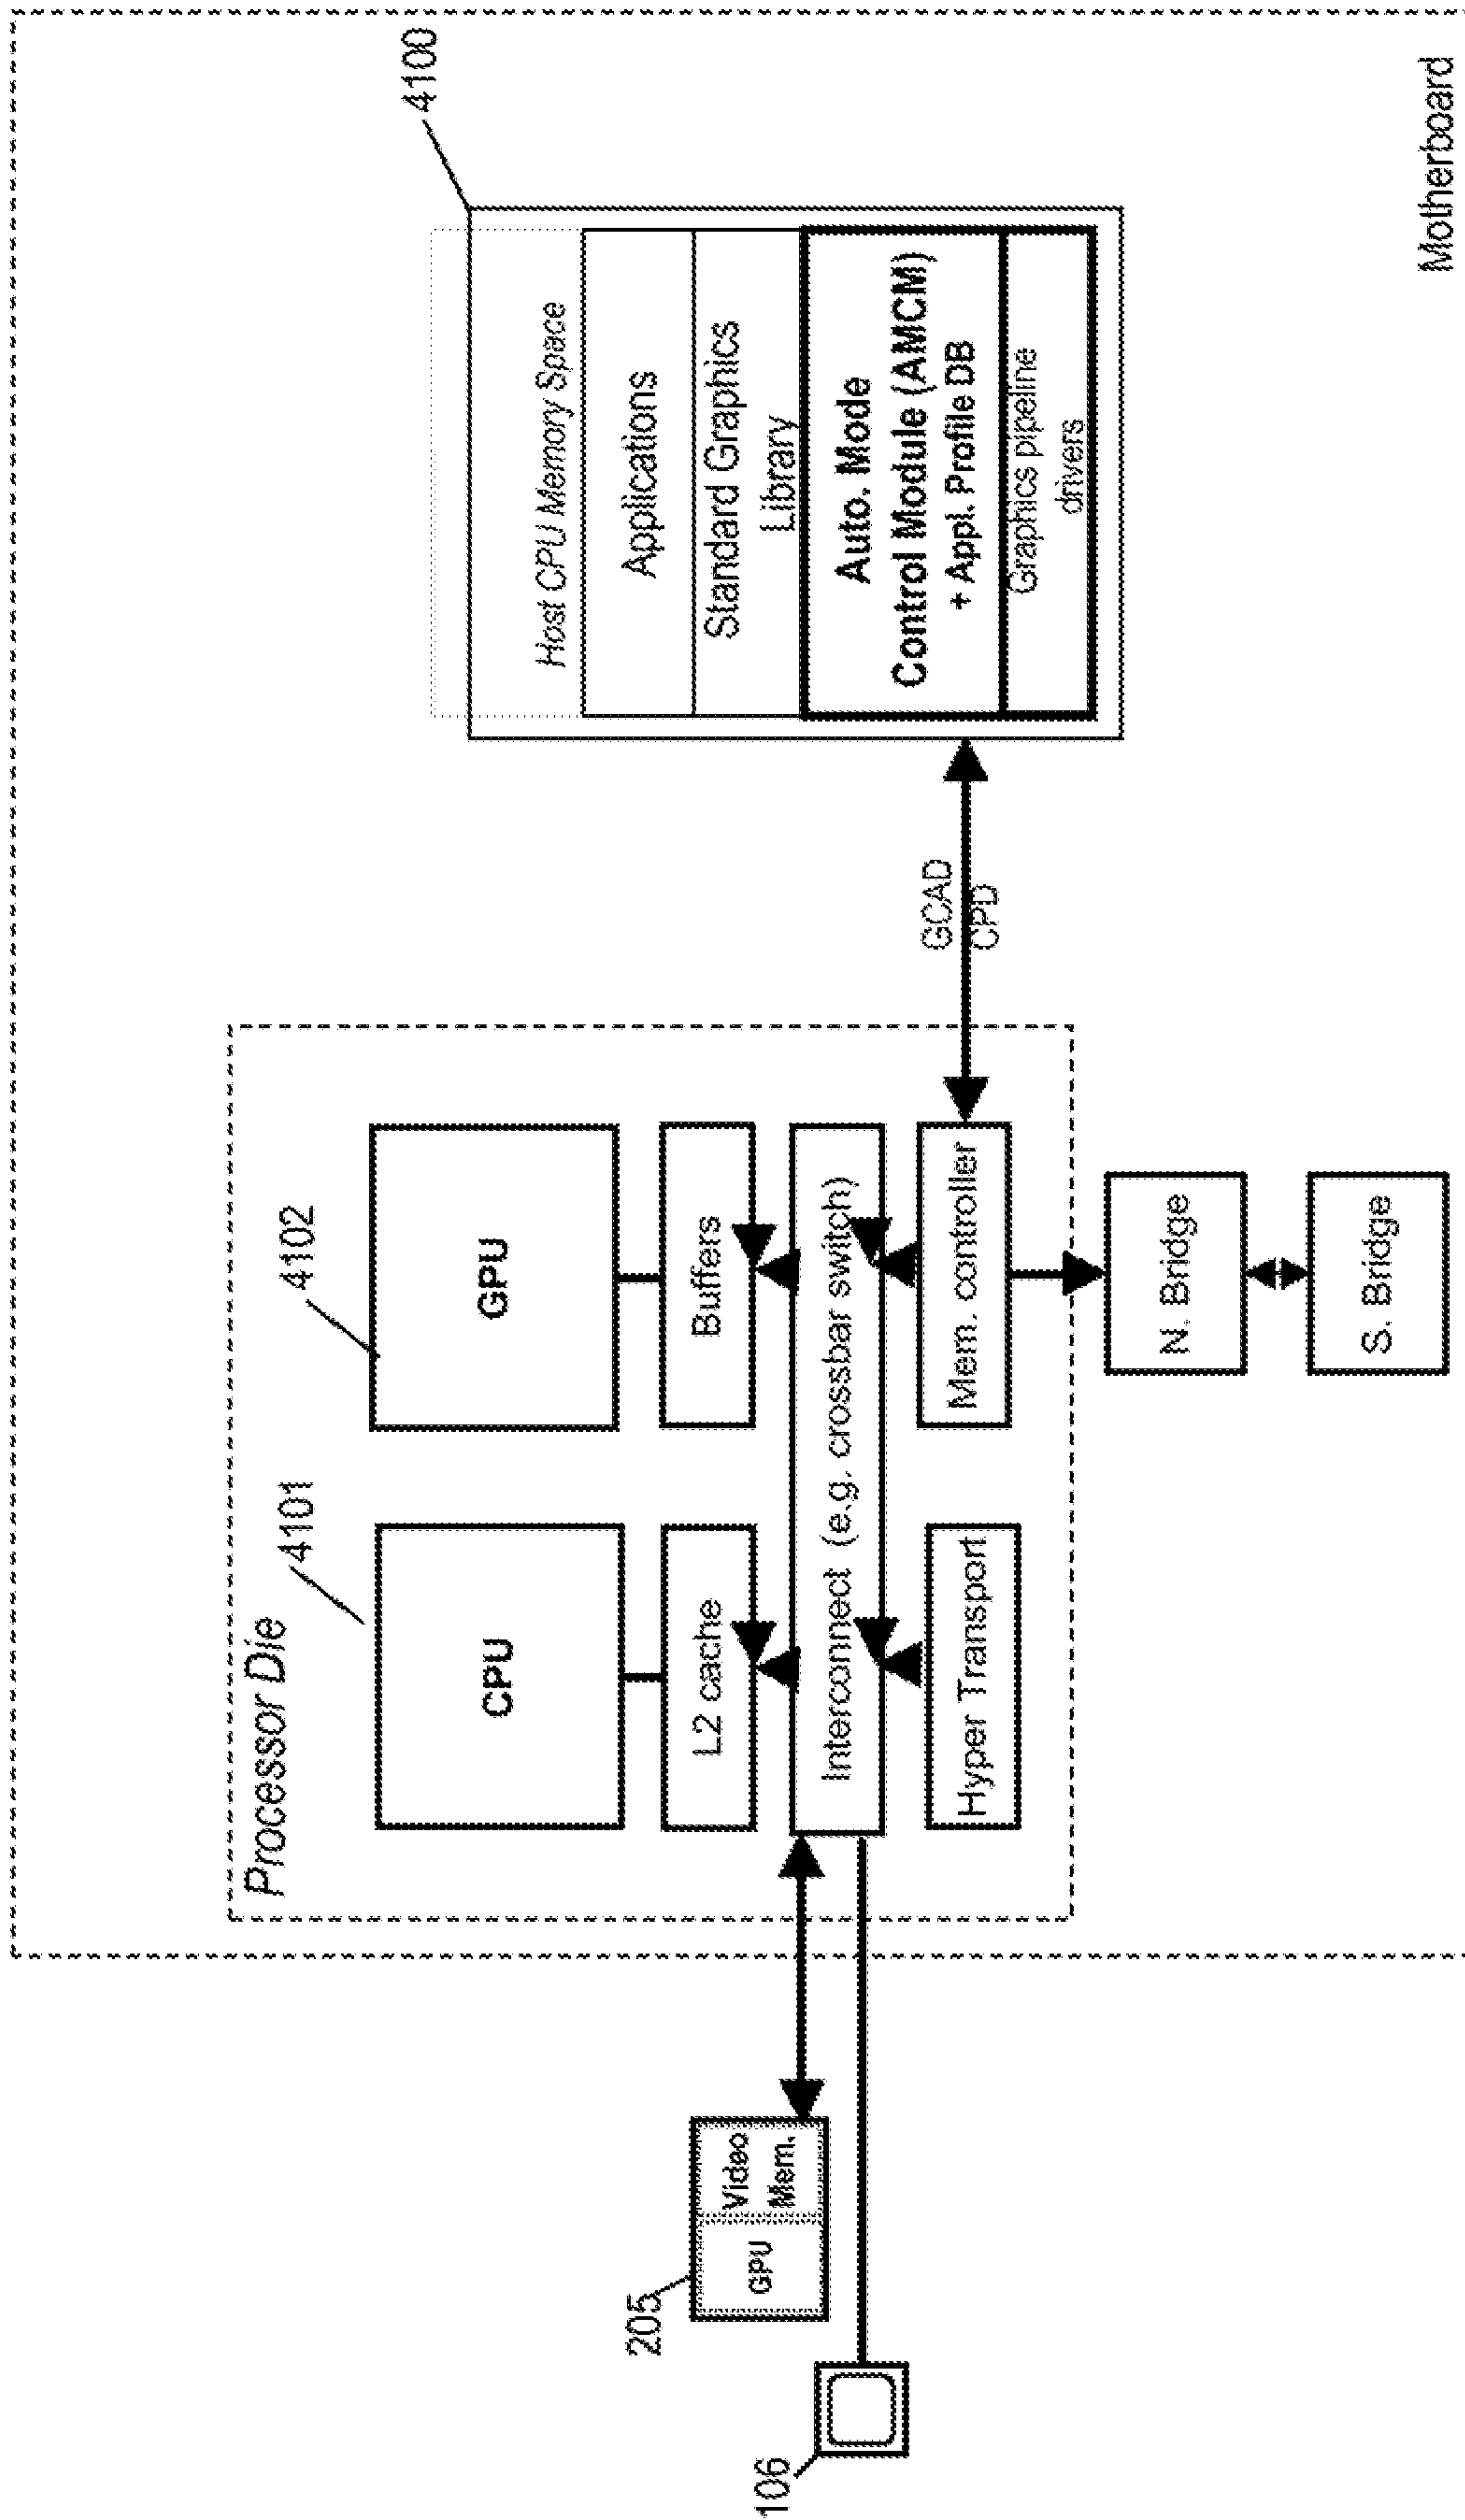 4100
Host CPU Memory Space
Applications
Standard Graphics
Library
Auto. Mode
Control Module (AMCM)
+ Appl. Profile DB
Graphics pipeline
drivers
Motherboard
GCAD
CPD
Processor Die
4101
4102
CPU
GPU
L2 cache
Buffers
Interconnect (e.g. crossbar switch)
Hyper Transport
Mem. controller
N. Bridge
S. Bridge
205
GPU
Video
Mem.
106